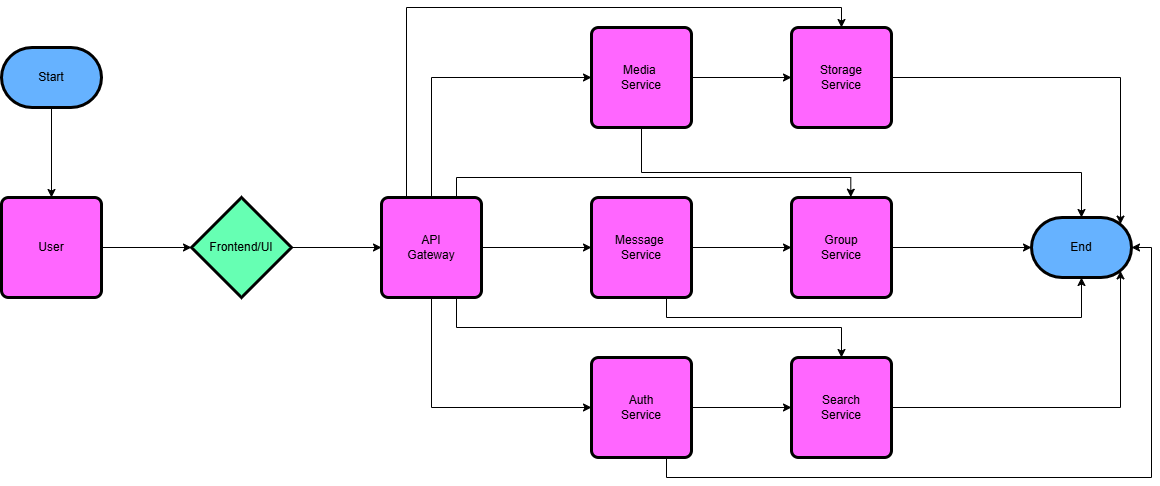 Start
User
Frontend/UI
API
Gateway
Media
Service
Storage
Service
Message
Service
Group
Service
Auth
Service
Search
Service
End